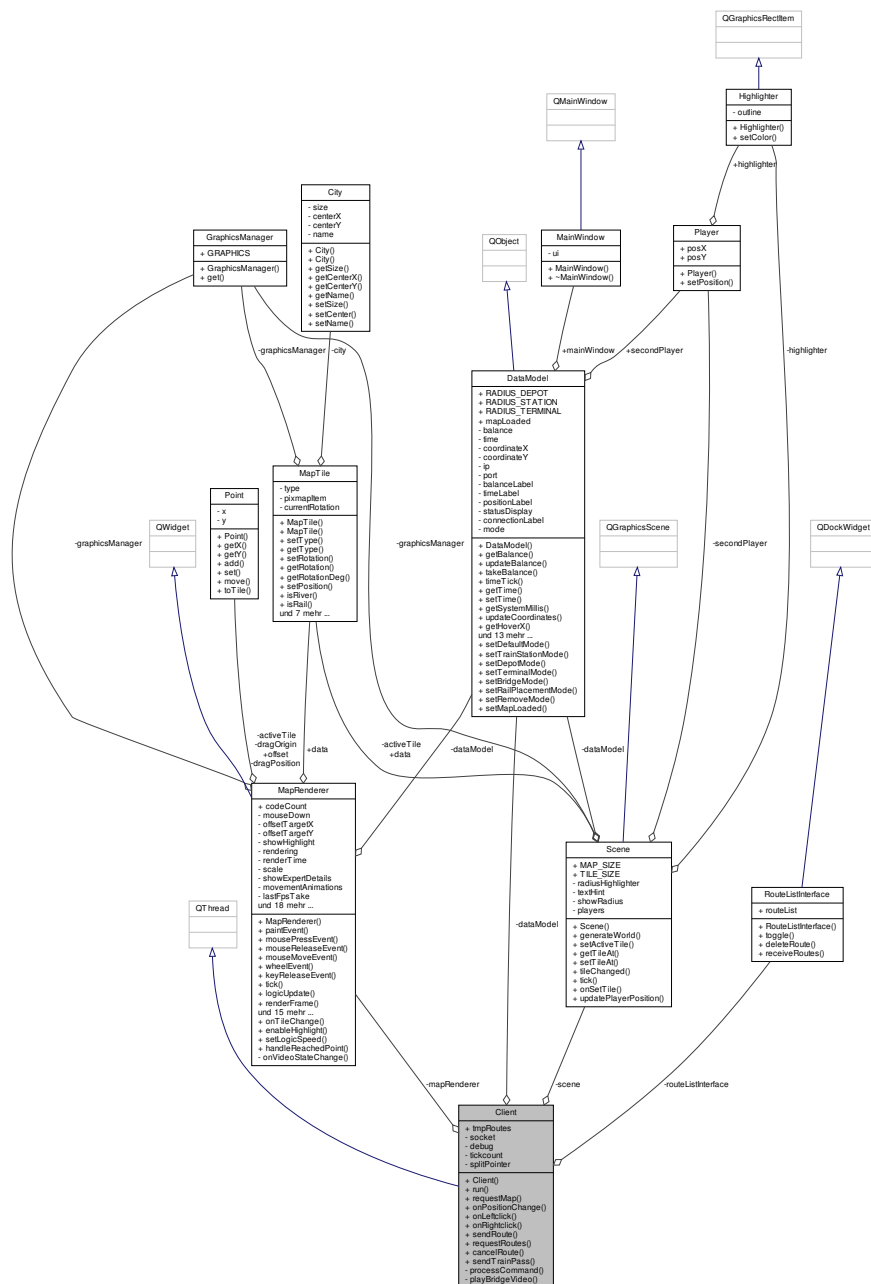 QGraphicsRectItem
Highlighter
- outline
+ Highlighter()
+ setColor()
QMainWindow
+highlighter
City
- size
- centerX
- centerY
- name
+ City()
+ City()
+ getSize()
+ getCenterX()
+ getCenterY()
+ getName()
+ setSize()
+ setCenter()
+ setName()
GraphicsManager
+ GRAPHICS
+ GraphicsManager()
+ get()
QObject
MainWindow
- ui
+ MainWindow()
+ ~MainWindow()
Player
+ posX
+ posY
+ Player()
+ setPosition()
-graphicsManager
-city
+mainWindow
+secondPlayer
-highlighter
DataModel
+ RADIUS_DEPOT
+ RADIUS_STATION
+ RADIUS_TERMINAL
+ mapLoaded
- balance
- time
- coordinateX
- coordinateY
- ip
- port
- balanceLabel
- timeLabel
- positionLabel
- statusDisplay
- connectionLabel
- mode
+ DataModel()
+ getBalance()
+ updateBalance()
+ takeBalance()
+ timeTick()
+ getTime()
+ setTime()
+ getSystemMillis()
+ updateCoordinates()
+ getHoverX()
und 13 mehr ...
+ setDefaultMode()
+ setTrainStationMode()
+ setDepotMode()
+ setTerminalMode()
+ setBridgeMode()
+ setRailPlacementMode()
+ setRemoveMode()
+ setMapLoaded()
MapTile
- type
- pixmapItem
- currentRotation
+ MapTile()
+ MapTile()
+ setType()
+ getType()
+ setRotation()
+ getRotation()
+ getRotationDeg()
+ setPosition()
+ isRiver()
+ isRail()
und 7 mehr ...
Point
- x
- y
+ Point()
+ getX()
+ getY()
+ add()
+ set()
+ move()
+ toTile()
QWidget
QGraphicsScene
QDockWidget
-graphicsManager
-graphicsManager
-secondPlayer
-activeTile
-dragOrigin
+offset
-dragPosition
+data
-activeTile
+data
-dataModel
-dataModel
MapRenderer
+ codeCount
- mouseDown
- offsetTargetX
- offsetTargetY
- showHighlight
- rendering
- renderTime
- scale
- showExpertDetails
- movementAnimations
- lastFpsTake
und 18 mehr ...
+ MapRenderer()
+ paintEvent()
+ mousePressEvent()
+ mouseReleaseEvent()
+ mouseMoveEvent()
+ wheelEvent()
+ keyReleaseEvent()
+ tick()
+ logicUpdate()
+ renderFrame()
und 15 mehr ...
+ onTileChange()
+ enableHighlight()
+ setLogicSpeed()
+ handleReachedPoint()
- onVideoStateChange()
Scene
+ MAP_SIZE
+ TILE_SIZE
- radiusHighlighter
- textHint
- showRadius
- players
+ Scene()
+ generateWorld()
+ setActiveTile()
+ getTileAt()
+ setTileAt()
+ tileChanged()
+ tick()
+ onSetTile()
+ updatePlayerPosition()
RouteListInterface
+ routeList
+ RouteListInterface()
+ toggle()
+ deleteRoute()
+ receiveRoutes()
QThread
-dataModel
-mapRenderer
-scene
-routeListInterface
Client
+ tmpRoutes
- socket
- debug
- tickcount
- splitPointer
+ Client()
+ run()
+ requestMap()
+ onPositionChange()
+ onLeftclick()
+ onRightclick()
+ sendRoute()
+ requestRoutes()
+ cancelRoute()
+ sendTrainPass()
- processCommand()
- playBridgeVideo()